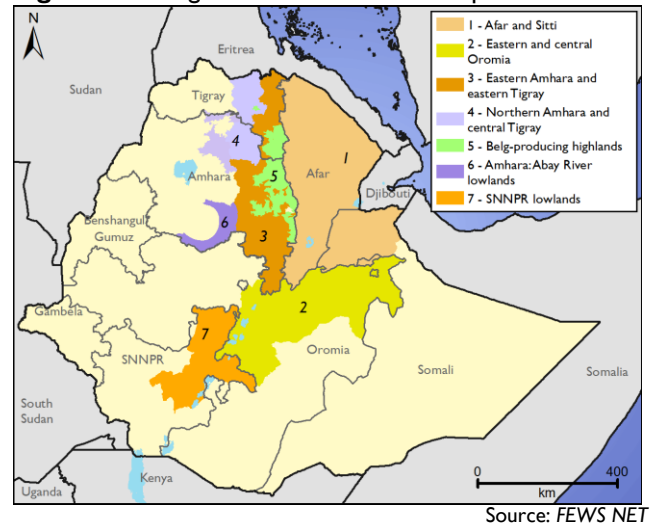 N
Eritrea
Sudan
Tigray
4
1
Amhara
5
Afar
Djibouti
6
Benshangul
Gumuz
3
2
Gambela
7
SNNPR
Oromia
Somali
Somalia
South
Sudan
Kenya
Uganda
0 400
km
1 - Afar and Sitti
2 - Eastern and central
Oromia
3 - Eastern Amhara and
eastern Tigray
4 - Northern Amhara and
central Tigray
5 - Belg-producing highlands
6 - Amhara: Abay River
lowlands
7 - SNNPR lowlands
Source: FEWS NET